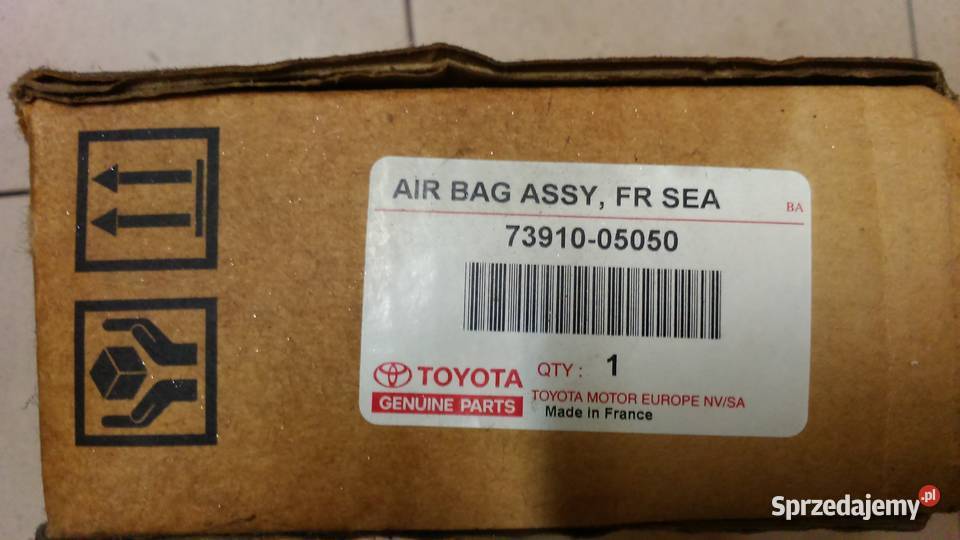 AIR BAG ASSY, FR SEA
BA
73910-05050
TOYOTA
GENUINE PARTS
QTY : 1
TOYOTA MOTOR EUROPE NV/SA
Made in France
Sprzedajemy.pl